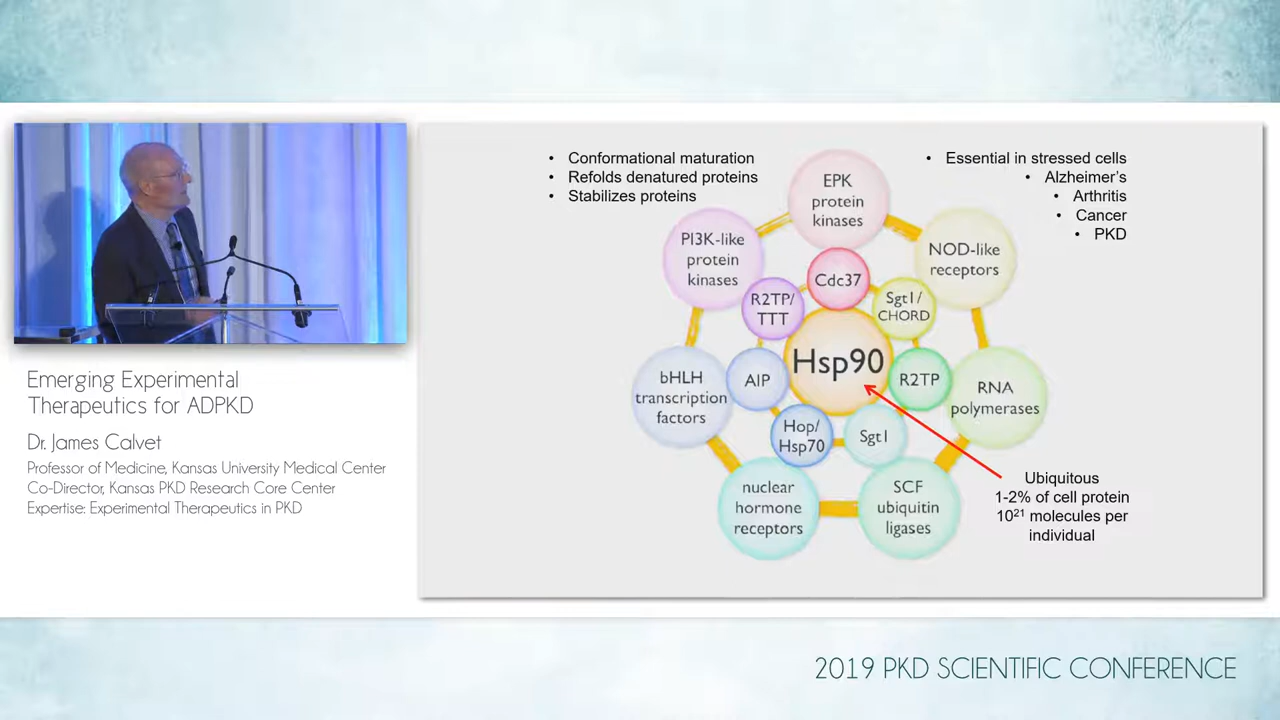 • Conformational maturation
• Refolds denatured proteins
• Stabilizes proteins
• Essential in stressed cells
• Alzheimer's
• Arthritis
• Cancer
• PKD
EPK
protein
kinases
PI3K-like
protein
kinases
NOD-like
receptors
Cdc37
R2TP/
TTT
Sgt1/
CHORD
Hsp90
AIP
R2TP
bHLH
transcription
factors
RNA
polymerases
Hop/
Hsp70
Sgt1
nuclear
hormone
receptors
SCF
ubiquitin
ligases
Ubiquitous
1-2% of cell protein
10²¹ molecules per
individual
Emerging Experimental
Therapeutics for ADPKD
Dr. James Calvet
Professor of Medicine, Kansas University Medical Center
Co-Director, Kansas PKD Research Core Center
Expertise: Experimental Therapeutics in PKD
2019 PKD SCIENTIFIC CONFERENCE